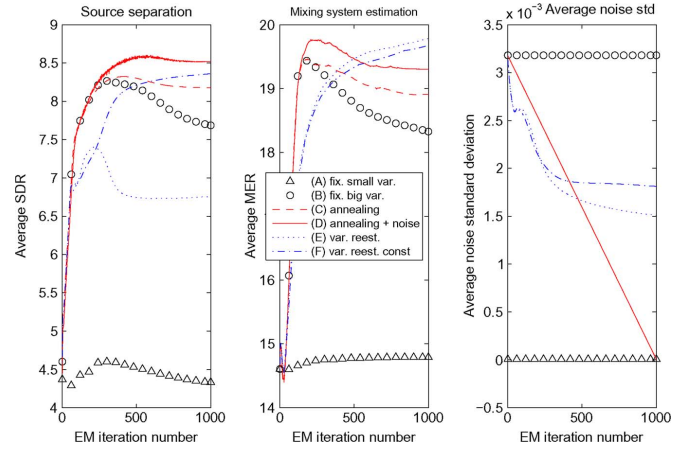 Source separation
9
8.5
8
7.5
7
6.5
6
5.5
5
4.5
4
0
500
1000
Average SDR
EM iteration number
Mixing system estimation
20
19
18
17
16
15
14
0
500
1000
Average MER
EM iteration number
(A) fix. small var.
(B) fix. big var.
(C) annealing
(D) annealing + noise
(E) var. reest.
(F) var. reest. const
x 10⁻³ Average noise std
3.5
3
2.5
2
1.5
1
0.5
0
−0.5
0
500
1000
Average noise standard deviation
EM iteration number